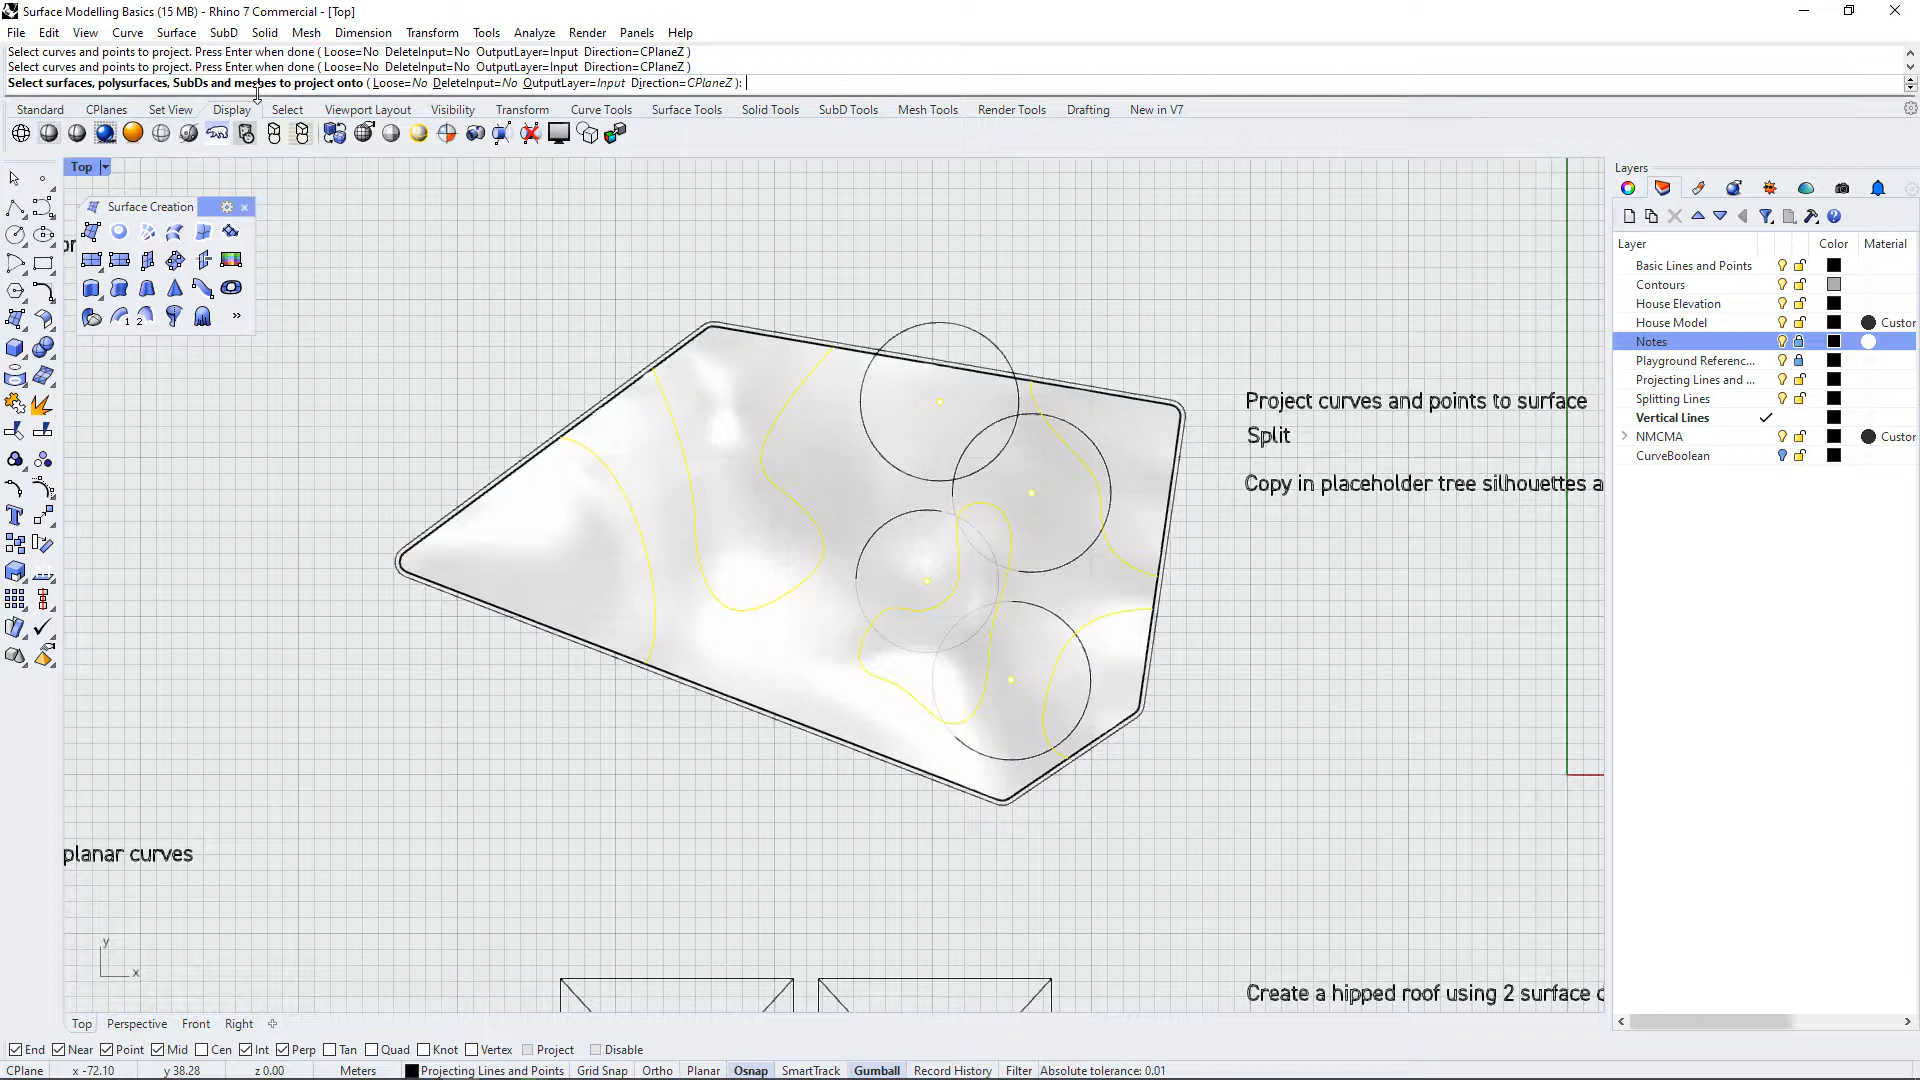 Surface Modelling Basics (15 MB) - Rhino 7 Commercial - [Top]
File Edit View Curve Surface SubD Solid Mesh Dimension Transform Tools Analyze Render Panels Help
Select curves and points to project. Press Enter when done ( Loose=No DeleteInput=No OutputLayer=Input Direction=CPlaneZ )
Select curves and points to project. Press Enter when done ( Loose=No DeleteInput=No OutputLayer=Input Direction=CPlaneZ )
Select surfaces, polysurfaces, SubDs and meshes to project onto ( Loose=No DeleteInput=No OutputLayer=Input Direction=CPlaneZ ):
Standard CPlanes Set View Display Select Viewport Layout Visibility Transform Curve Tools Surface Tools Solid Tools SubD Tools Mesh Tools Render Tools Drafting New in V7
Top
Surface Creation
or
1 2
»
Project curves and points to surface
Split
Copy in placeholder tree silhouettes a
planar curves
Create a hipped roof using 2 surface c
y
x
Layers
Layer Color Material
Basic Lines and Points
Contours
House Elevation
House Model Custor
Notes
Playground Referenc...
Projecting Lines and ...
Splitting Lines
Vertical Lines
NMCMA Custor
CurveBoolean
Top Perspective Front Right
End Near Point Mid Cen Int Perp Tan Quad Knot Vertex Project Disable
CPlane x -72.10 y 38.28 z 0.00 Meters Projecting Lines and Points Grid Snap Ortho Planar Osnap SmartTrack Gumball Record History Filter Absolute tolerance: 0.01